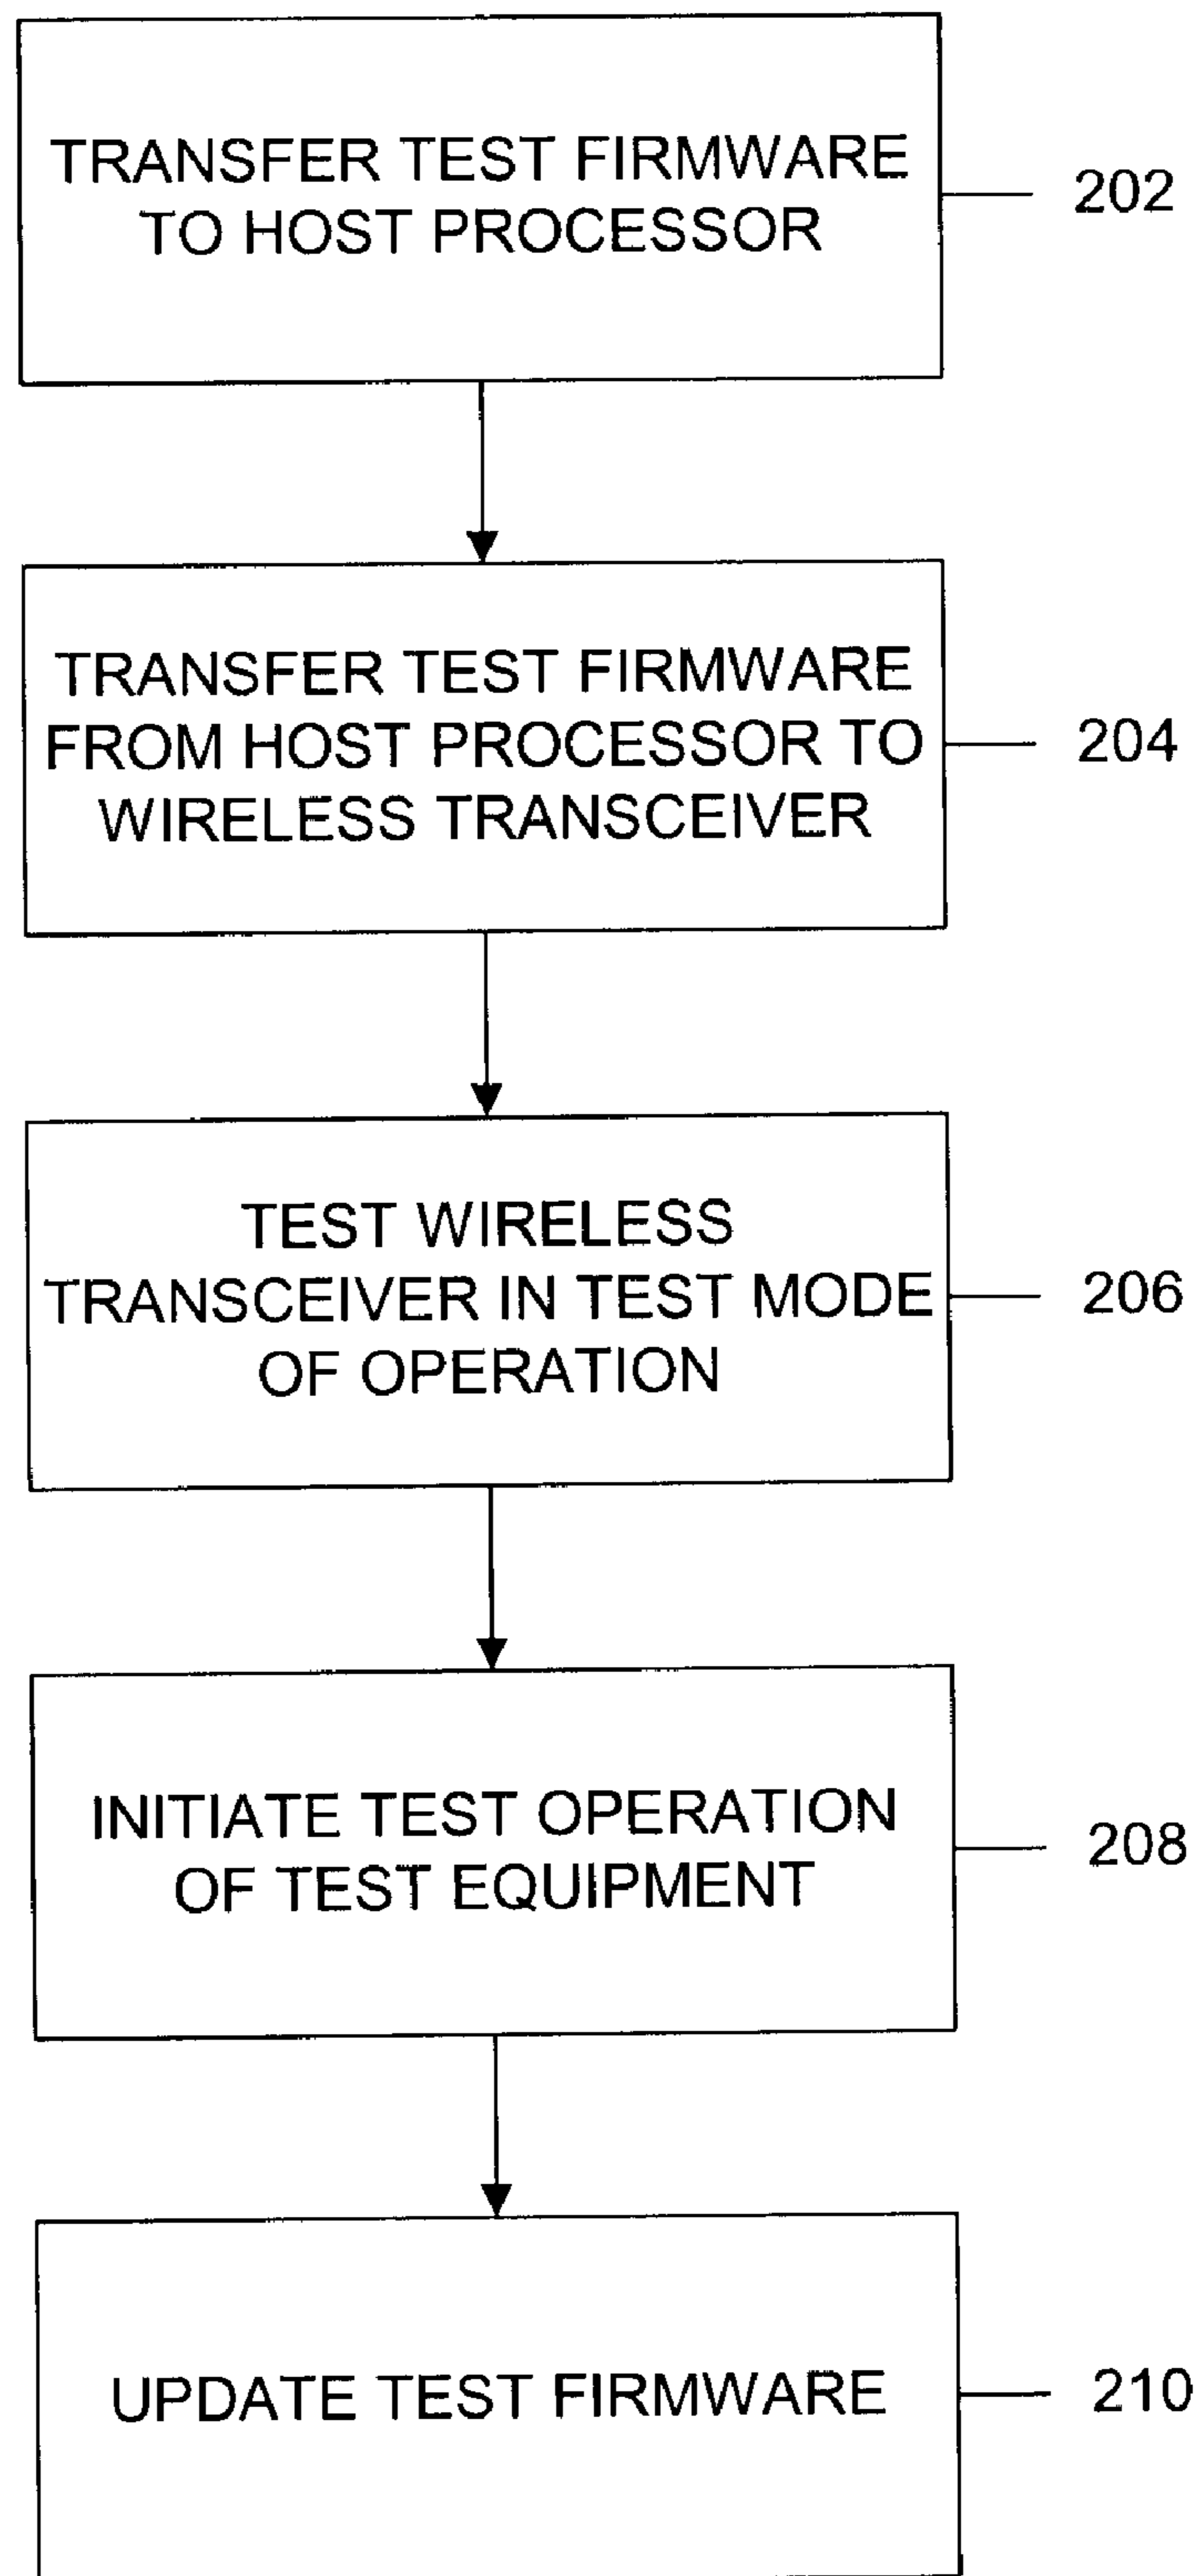 TRANSFER TEST FIRMWARE
TO HOST PROCESSOR
202
TRANSFER TEST FIRMWARE
FROM HOST PROCESSOR TO
WIRELESS TRANSCEIVER
204
TEST WIRELESS
TRANSCEIVER IN TEST MODE
OF OPERATION
206
INITIATE TEST OPERATION
OF TEST EQUIPMENT
208
UPDATE TEST FIRMWARE
210